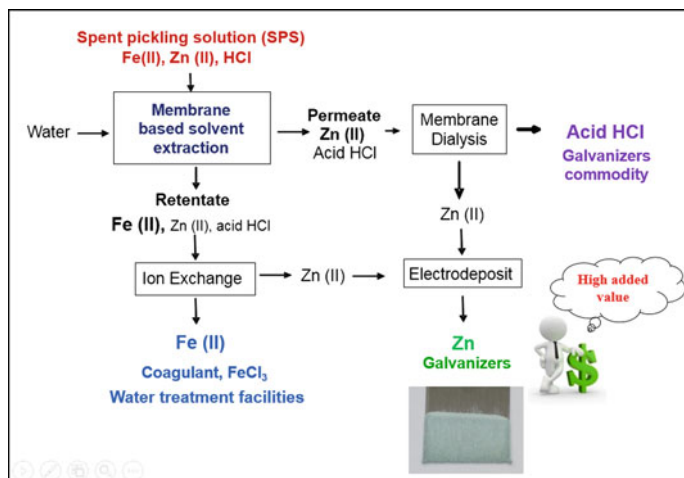 Spent pickling solution (SPS)
Fe(II), Zn (II), HCl
Water
Membrane
based solvent
extraction
Permeate
Zn (II)
Acid HCl
Membrane
Dialysis
Acid HCl
Galvanizers
commodity
Retentate
Fe (II), Zn (II), acid HCl
Zn (II)
Ion Exchange
Zn (II)
Electrodeposit
High added
value
Fe (II)
Coagulant, FeCl₃
Water treatment facilities
Zn
Galvanizers